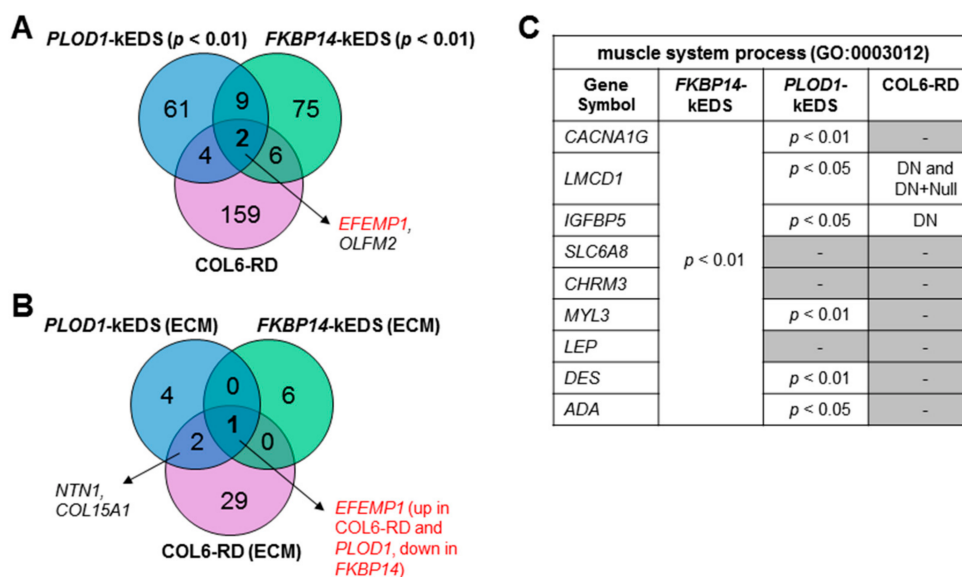 A
PLOD1-kEDS (p < 0.01) FKBP14-kEDS (p < 0.01)
61
9
75
2
4
6
159
EFEMP1,
OLFM2
COL6-RD
B
PLOD1-kEDS (ECM) FKBP14-kEDS (ECM)
4
0
6
1
2
0
29
NTN1,
COL15A1
EFEMP1 (up in
COL6-RD and
PLOD1, down in
FKBP14)
COL6-RD (ECM)
C
muscle system process (GO:0003012)
Gene Symbol FKBP14-kEDS PLOD1-kEDS COL6-RD
CACNA1G p < 0.01 -
LMCD1 p < 0.05 DN and DN+Null
IGFBP5 p < 0.05 DN
SLC6A8 p < 0.01 - -
CHRM3 - -
MYL3 p < 0.01 -
LEP - -
DES p < 0.01 -
ADA p < 0.05 -